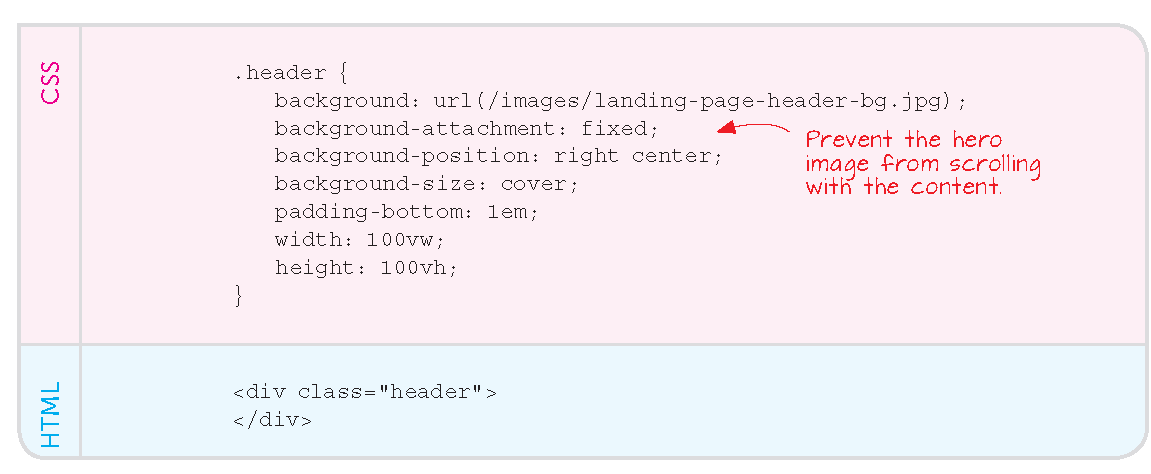 CSS
.header {
background: url(/images/landing-page-header-bg.jpg);
background-attachment: fixed;
background-position: right center;
background-size: cover;
padding-bottom: 1em;
width: 100vw;
height: 100vh;
}
Prevent the hero
image from scrolling
with the content.
HTML
<div class="header">
</div>